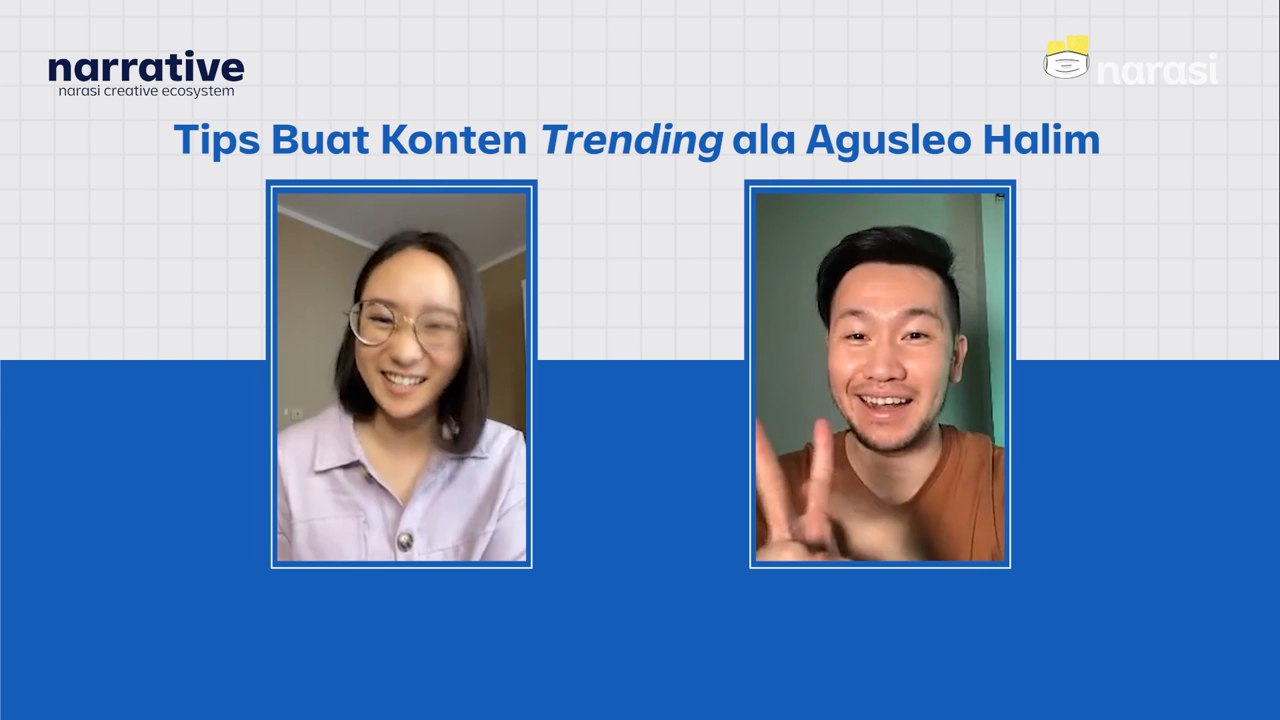 narrative
narasi creative ecosystem
narasi
Tips Buat Konten Trending ala Agusleo Halim